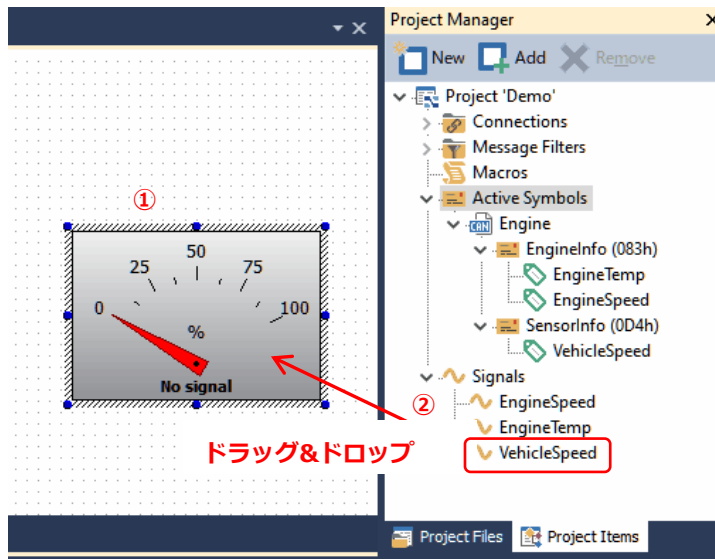 Project Manager
New Add Remove
Project 'Demo'
Connections
Message Filters
Macros
Active Symbols
CAN Engine
EngineInfo (083h)
EngineTemp
EngineSpeed
SensorInfo (0D4h)
VehicleSpeed
Signals
EngineSpeed
EngineTemp
VehicleSpeed
Project Files Project Items
①
0 25 50 75 100
%
No signal
②
ドラッグ&ドロップ